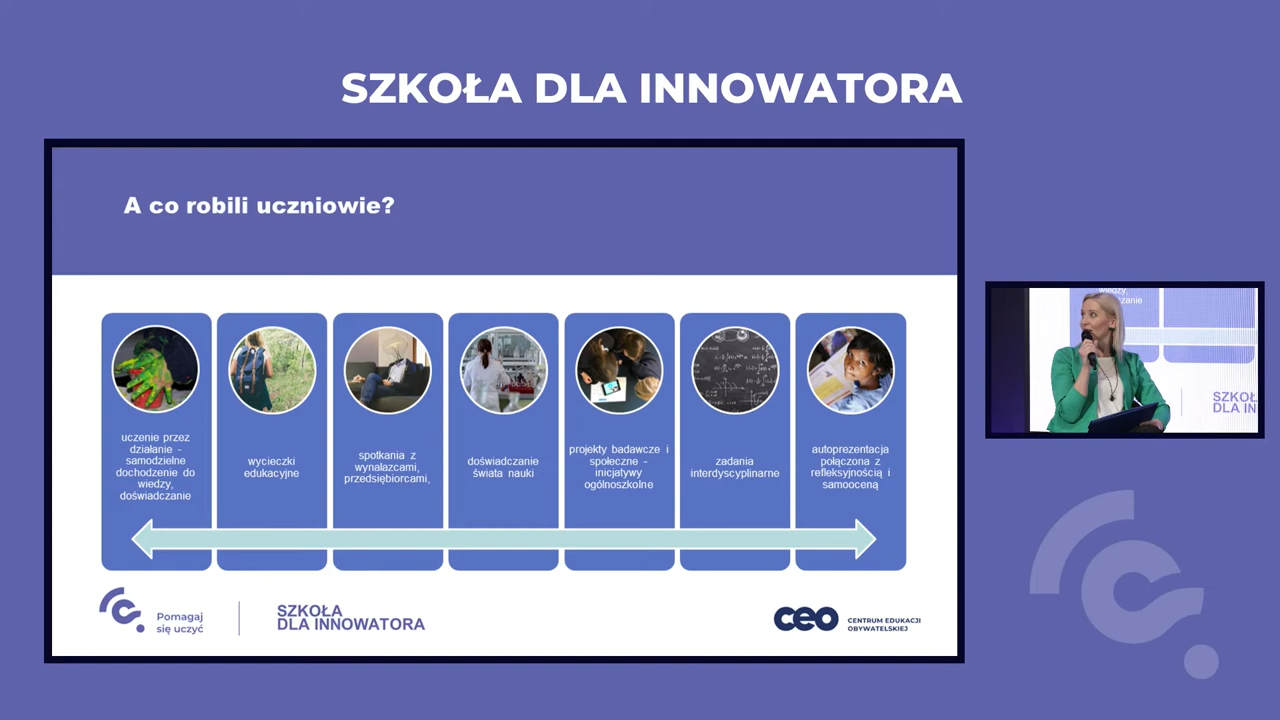 SZKOŁA DLA INNOWATORA
A co robili uczniowie?
uczenie przez
działanie -
samodzielne
dochodzenie do
wiedzy,
doświadczanie
wycieczki
edukacyjne
spotkania z
wynalazcami,
przedsiębiorcami,
doświadczanie
świata nauki
projekty badawcze i
społeczne -
inicjatywy
ogólnoszkolne
zadania
interdyscyplinarne
autoprezentacja
połączona z
refleksyjnością i
samooceną
Pomagaj
się uczyć
SZKOŁA
DLA INNOWATORA
ceo
CENTRUM EDUKACJI
OBYWATELSKIEJ
wiedzy,
zanie
SZKOŁ
DLA IN